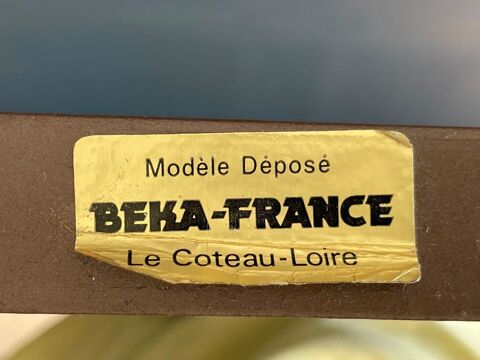 Modèle Déposé
BEKA-FRANCE
Le Coteau-Loire